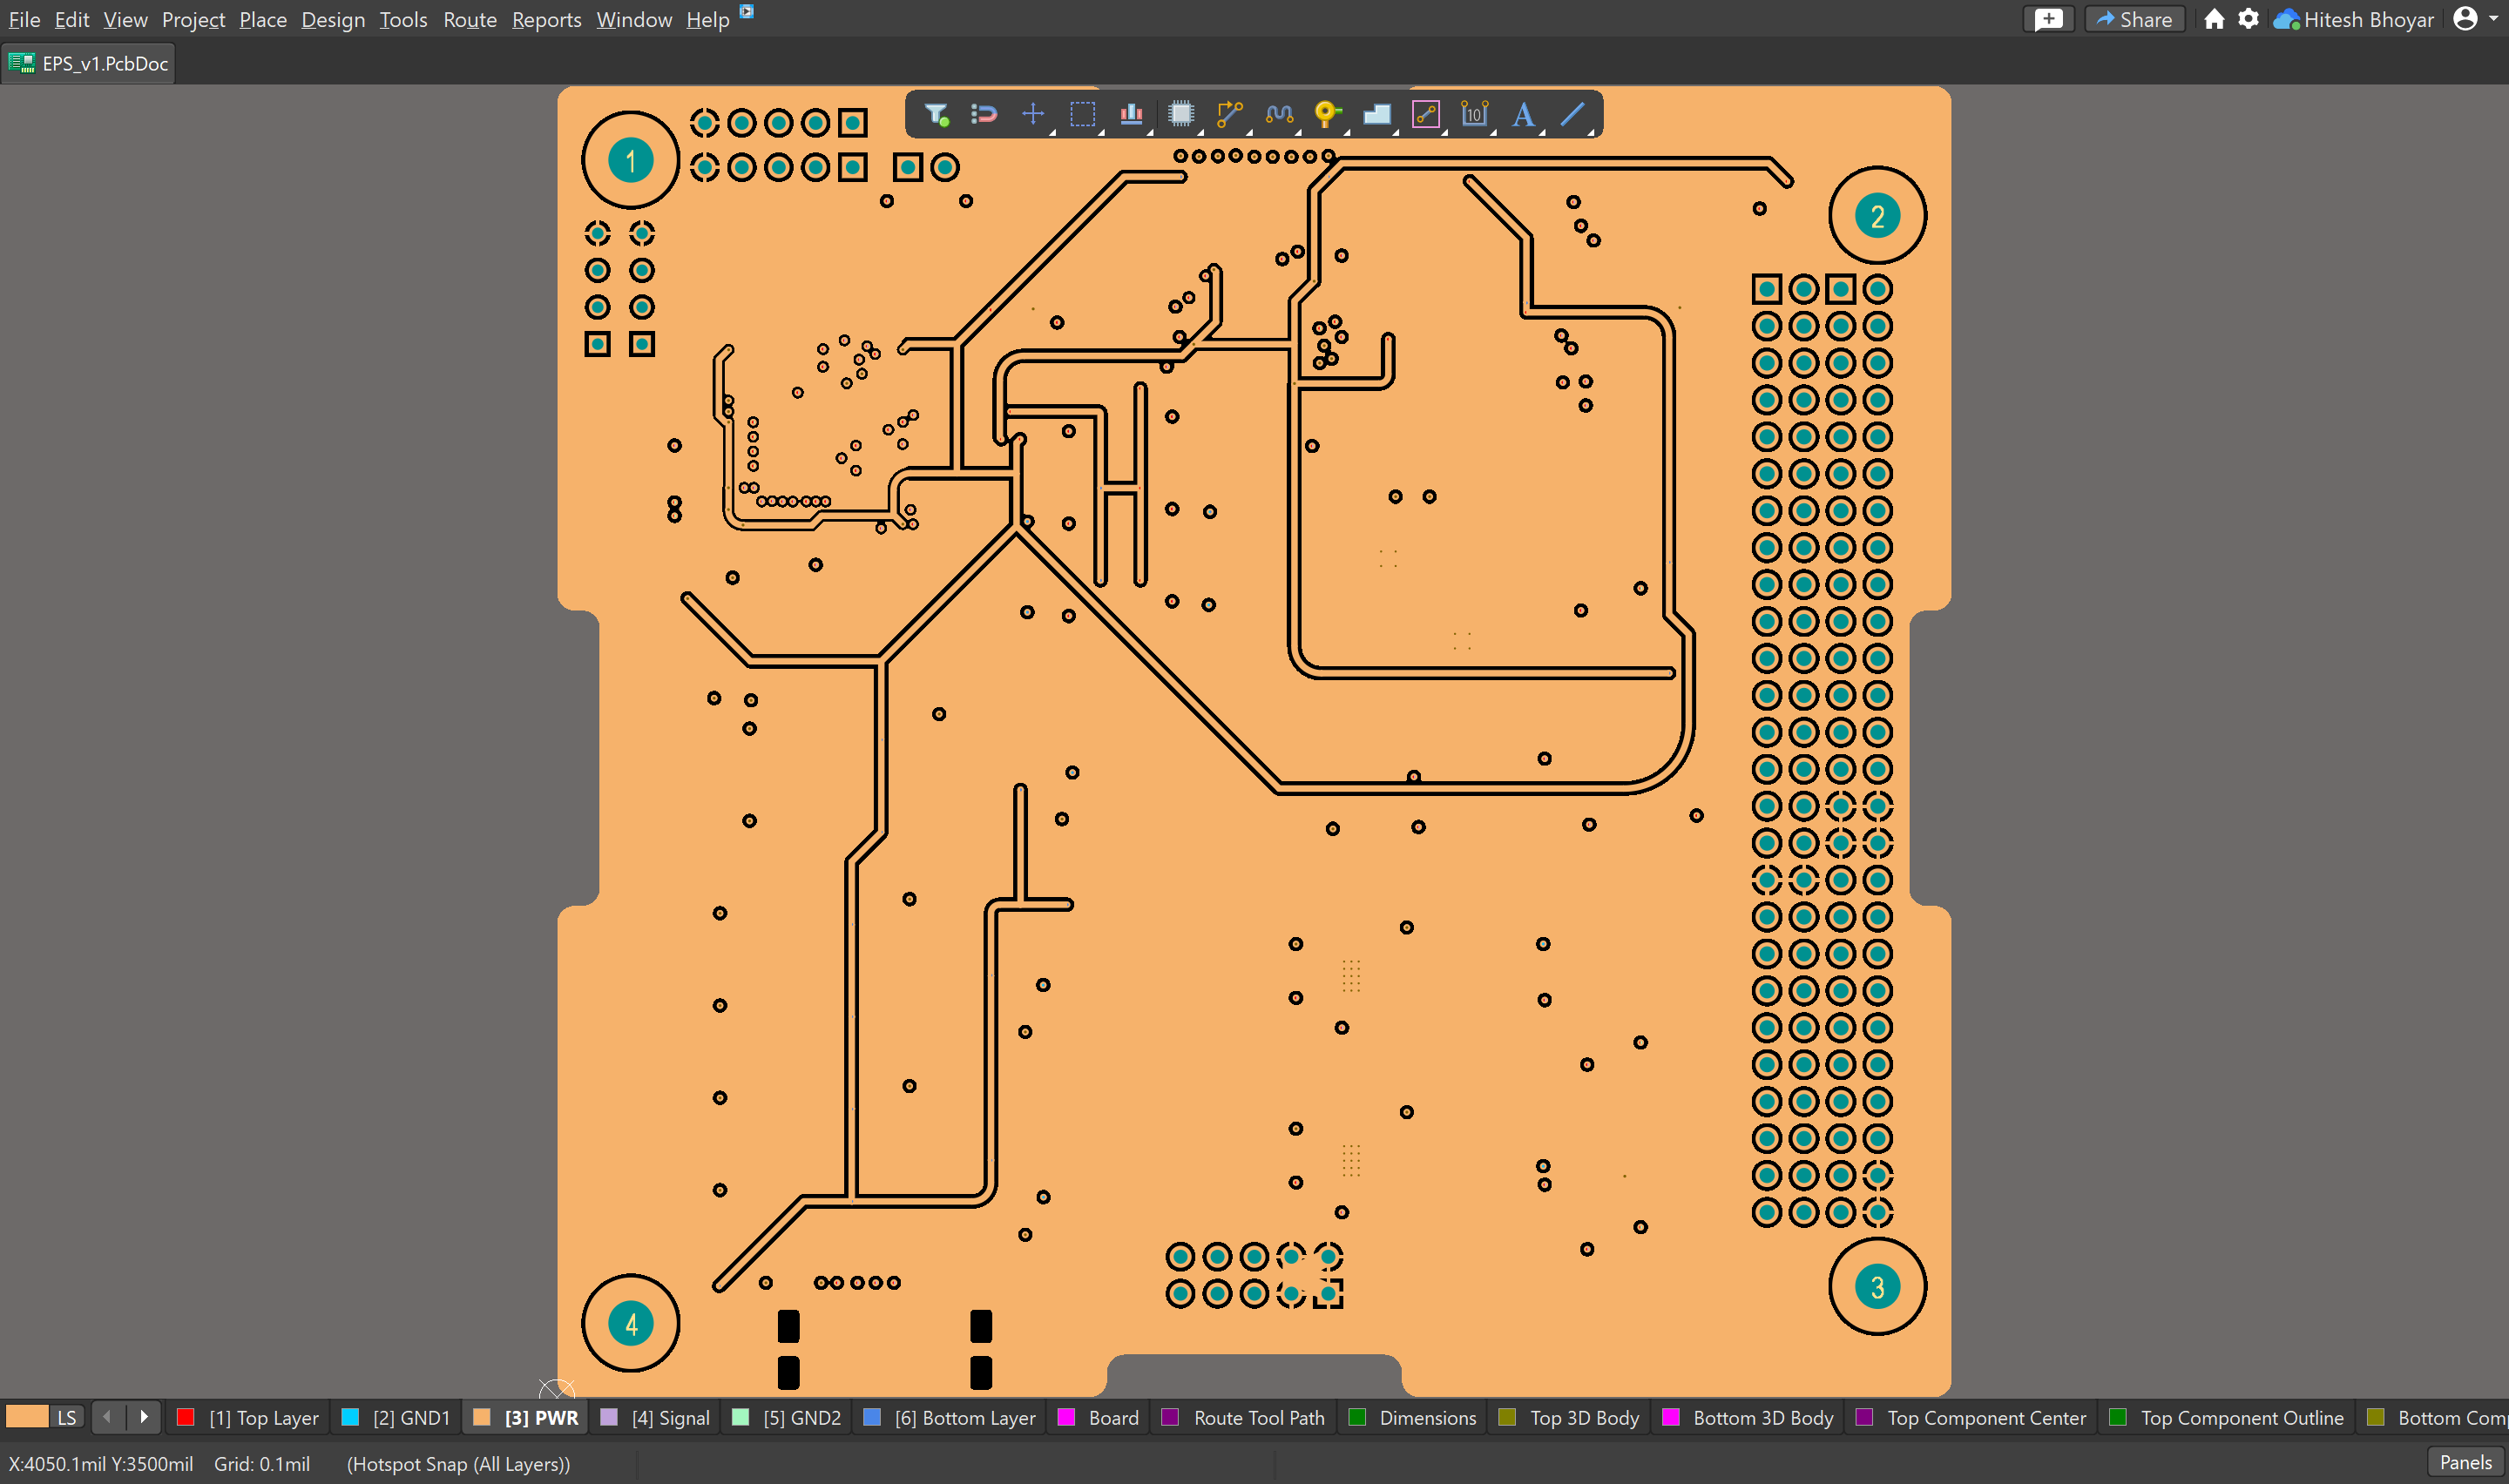 File Edit View Project Place Design Tools Route Reports Window Help
Share Hitesh Bhoyar
EPS_v1.PcbDoc
10 A
1
2
3
4
LS [1] Top Layer [2] GND1 [3] PWR [4] Signal [5] GND2 [6] Bottom Layer Board Route Tool Path Dimensions Top 3D Body Bottom 3D Body Top Component Center Top Component Outline Bottom Com
X:4050.1mil Y:3500mil Grid: 0.1mil (Hotspot Snap (All Layers)) Panels